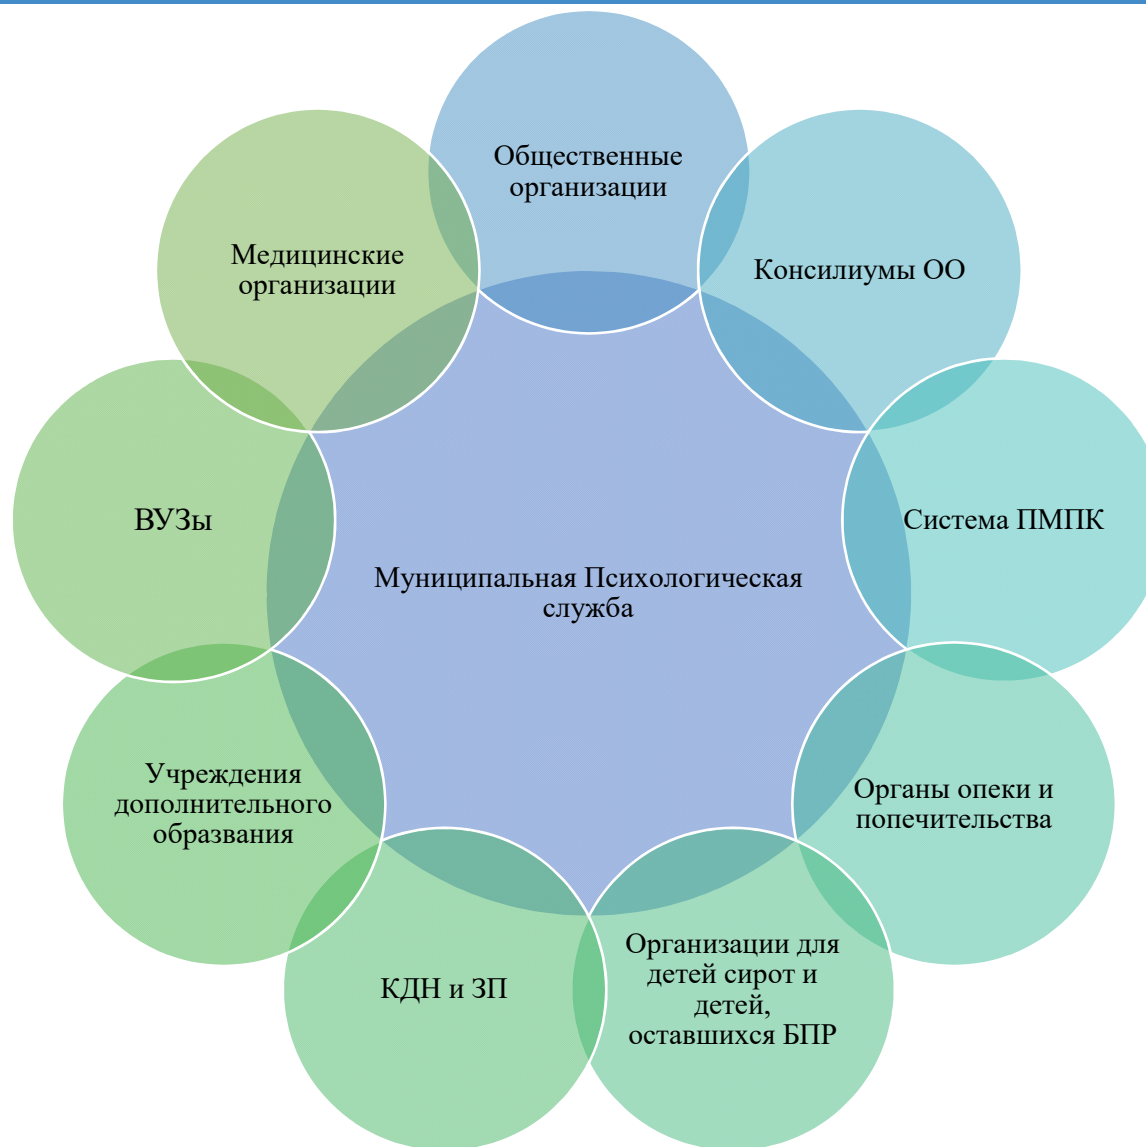 Общественные
организации
Консилиумы ОО
Система ПМПК
Органы опеки и
попечительства
Организации для
детей сирот и
детей,
оставшихся БПР
КДН и ЗП
Учреждения
дополнительного
образвания
ВУЗы
Медицинские
организации
Муниципальная Психологическая
служба